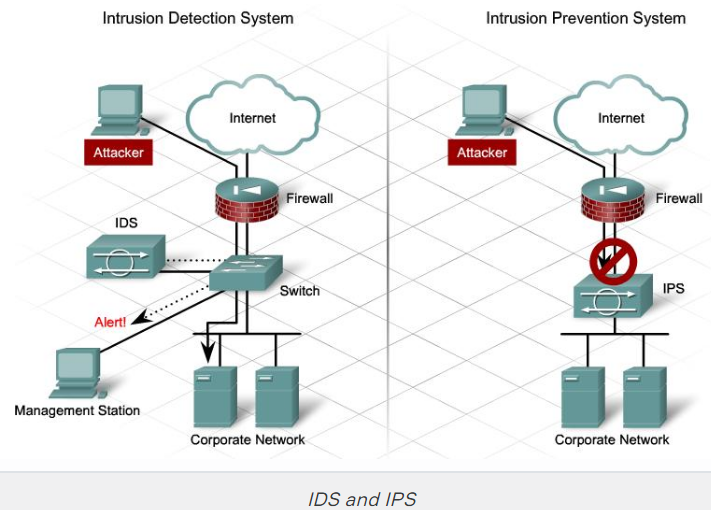 Intrusion Detection System
Internet
Attacker
Firewall
IDS
Switch
Alert!
Management Station
Corporate Network
Intrusion Prevention System
Internet
Attacker
Firewall
IPS
Corporate Network
IDS and IPS